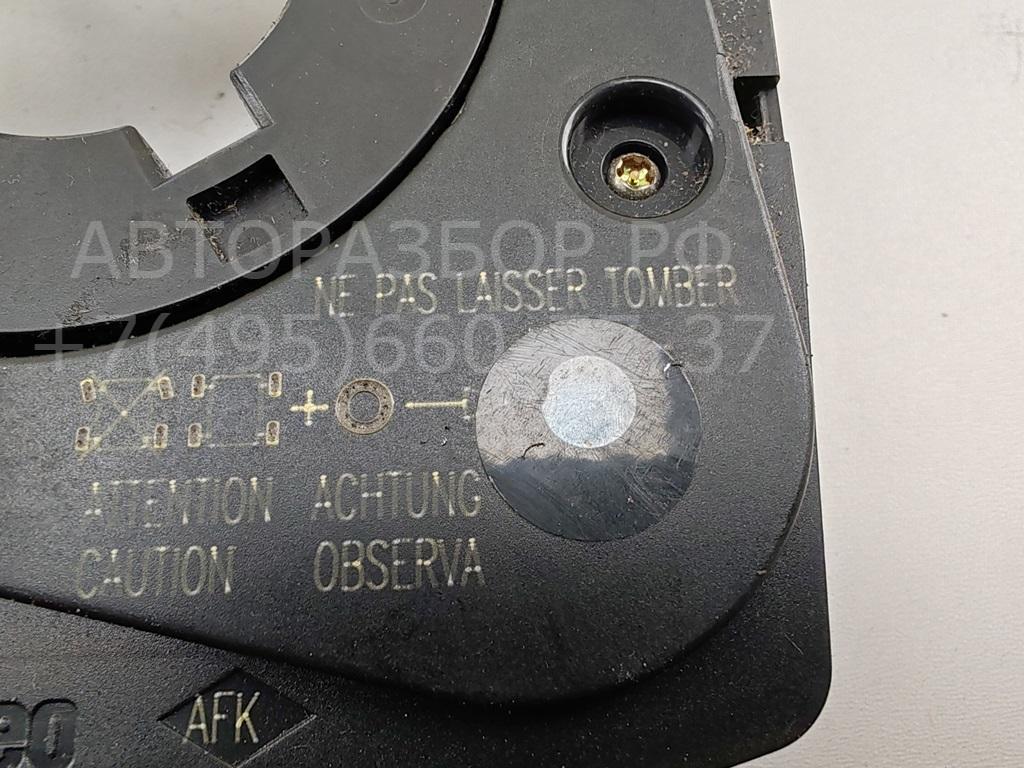 АВТОРАЗБОР.РФ
NE PAS LAISSER TOMBER
ATTENTION ACHTUNG
CAUTION OBSERVA
AFK